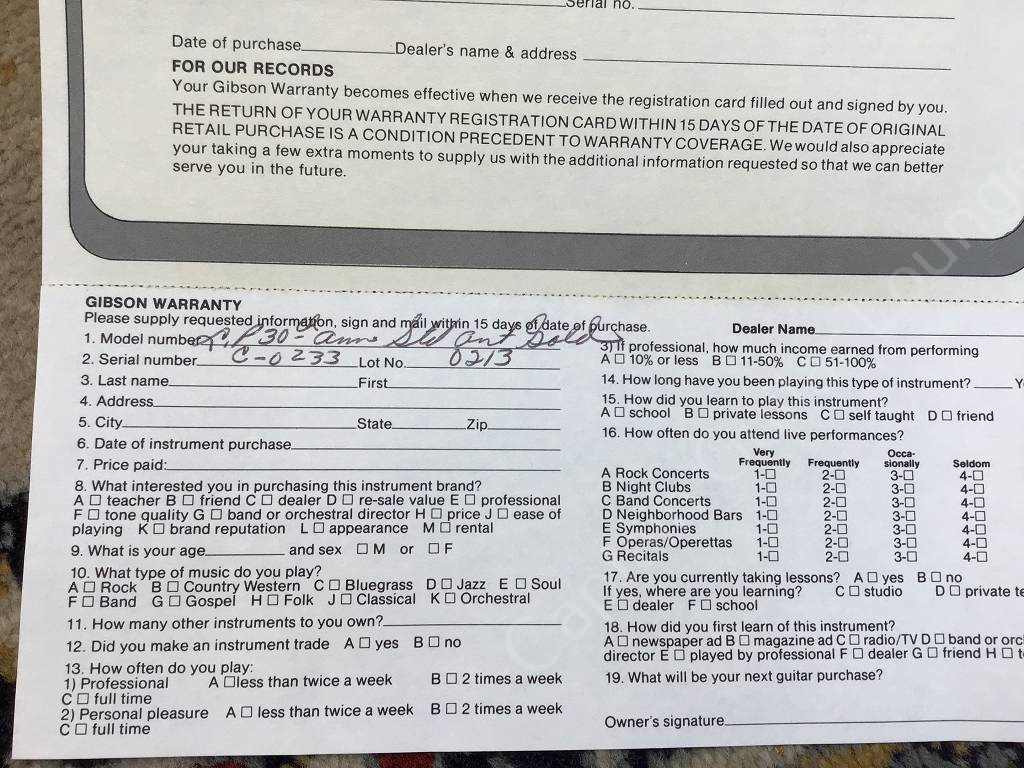 Serial no.
Date of purchase Dealer's name & address
FOR OUR RECORDS
Your Gibson Warranty becomes effective when we receive the registration card filled out and signed by you.
THE RETURN OF YOUR WARRANTY REGISTRATION CARD WITHIN 15 DAYS OF THE DATE OF ORIGINAL
RETAIL PURCHASE IS A CONDITION PRECEDENT TO WARRANTY COVERAGE. We would also appreciate
your taking a few extra moments to supply us with the additional information requested so that we can better
serve you in the future.
GIBSON WARRANTY
Please supply requested information, sign and mail within 15 days of date of purchase.
1. Model number L.P 30- Ann Std Ant Gold
2. Serial number C-0233 Lot No. 0213
3. Last name First
4. Address
5. City State Zip
6. Date of instrument purchase
7. Price paid:
8. What interested you in purchasing this instrument brand?
A □ teacher B □ friend C □ dealer D □ re-sale value E □ professional
F □ tone quality G □ band or orchestral director H □ price J □ ease of
playing K □ brand reputation L □ appearance M □ rental
9. What is your age and sex □ M or □ F
10. What type of music do you play?
A □ Rock B □ Country Western C □ Bluegrass D □ Jazz E □ Soul
F □ Band G □ Gospel H □ Folk J □ Classical K □ Orchestral
11. How many other instruments to you own?
12. Did you make an instrument trade A □ yes B □ no
13. How often do you play:
1) Professional A □ less than twice a week B □ 2 times a week
C □ full time
2) Personal pleasure A □ less than twice a week B □ 2 times a week
C □ full time
Dealer Name
3) If professional, how much income earned from performing
A □ 10% or less B □ 11-50% C □ 51-100%
14. How long have you been playing this type of instrument? Y
15. How did you learn to play this instrument?
A □ school B □ private lessons C □ self taught D □ friend
16. How often do you attend live performances?
Very Occa-
Frequently Frequently sionally Seldom
A Rock Concerts 1-□ 2-□ 3-□ 4-□
B Night Clubs 1-□ 2-□ 3-□ 4-□
C Band Concerts 1-□ 2-□ 3-□ 4-□
D Neighborhood Bars 1-□ 2-□ 3-□ 4-□
E Symphonies 1-□ 2-□ 3-□ 4-□
F Operas/Operettas 1-□ 2-□ 3-□ 4-□
G Recitals 1-□ 2-□ 3-□ 4-□
17. Are you currently taking lessons? A □ yes B □ no
If yes, where are you learning? C □ studio D □ private te
E □ dealer F □ school
18. How did you first learn of this instrument?
A □ newspaper ad B □ magazine ad C □ radio/TV D □ band or orc
director E □ played by professional F □ dealer G □ friend H □ t
19. What will be your next guitar purchase?
Owner's signature
Lounge